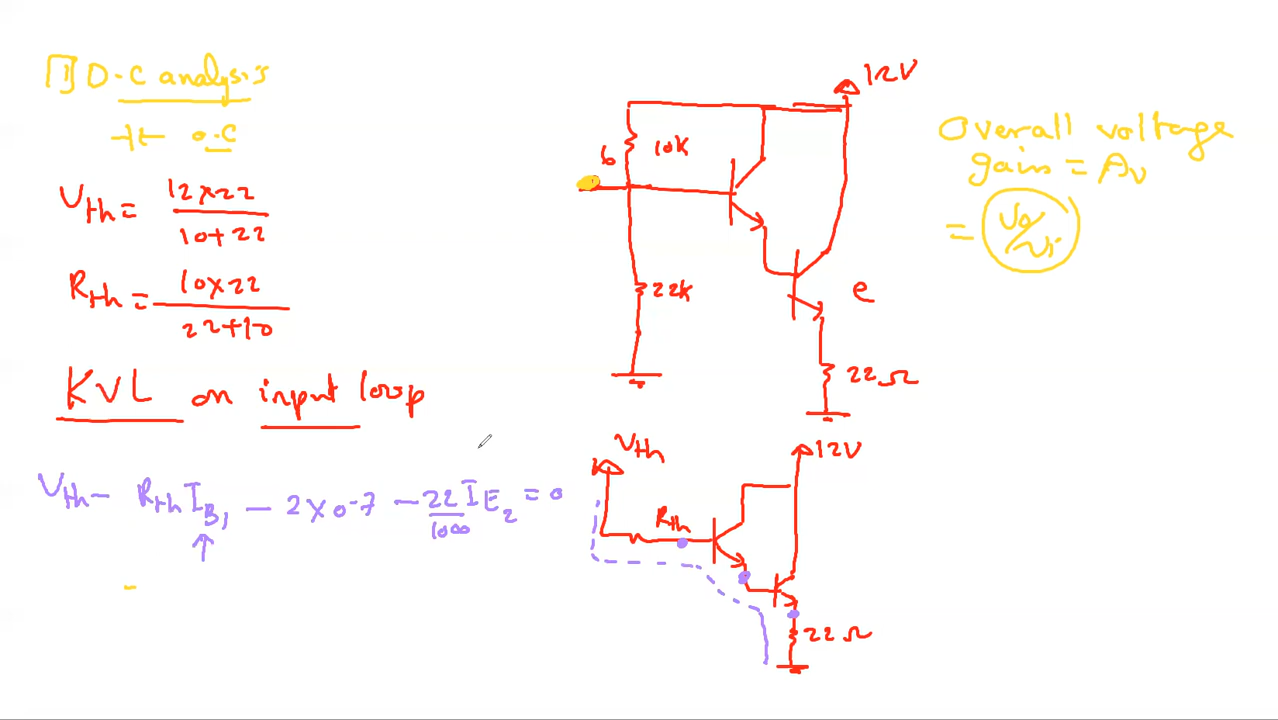 [1] D.C analysis
o.C
Vth = 12x22
10+22
Rth = 10x22
22+10
KVL on input loop
Vth - Rth IB1 - 2x0.7 - 22 IE2 = 0
1000
12V
10K
22K
e
22Ω
Vth
12V
Rth
22Ω
Overall voltage
gain = Av
= Vo/Vi